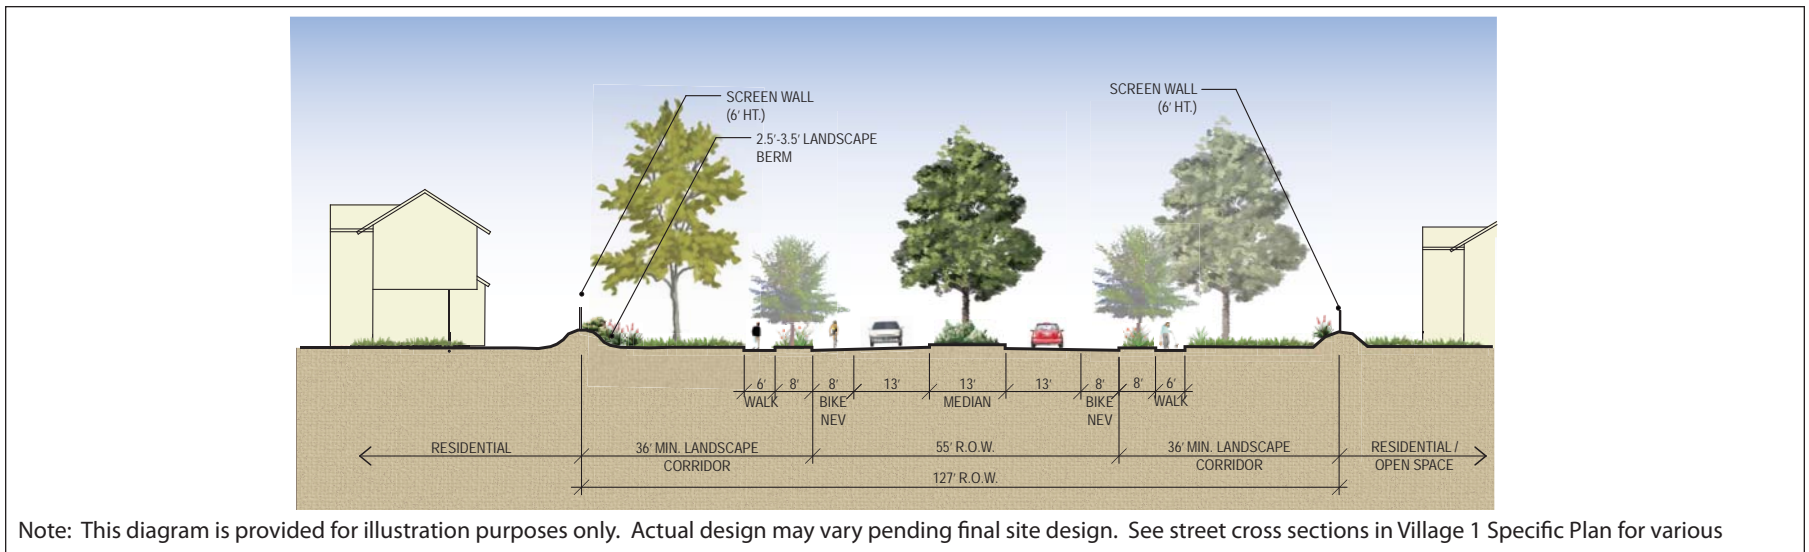 SCREEN WALL
(6' HT.)
2.5'-3.5' LANDSCAPE
BERM
SCREEN WALL
(6' HT.)
6' 8' 8' 13' 13' 13' 8' 8' 6'
WALK BIKE MEDIAN BIKE WALK
NEV NEV
RESIDENTIAL 36' MIN. LANDSCAPE 55' R.O.W. 36' MIN. LANDSCAPE RESIDENTIAL /
CORRIDOR CORRIDOR OPEN SPACE
127' R.O.W.
Note: This diagram is provided for illustration purposes only. Actual design may vary pending final site design. See street cross sections in Village 1 Specific Plan for various